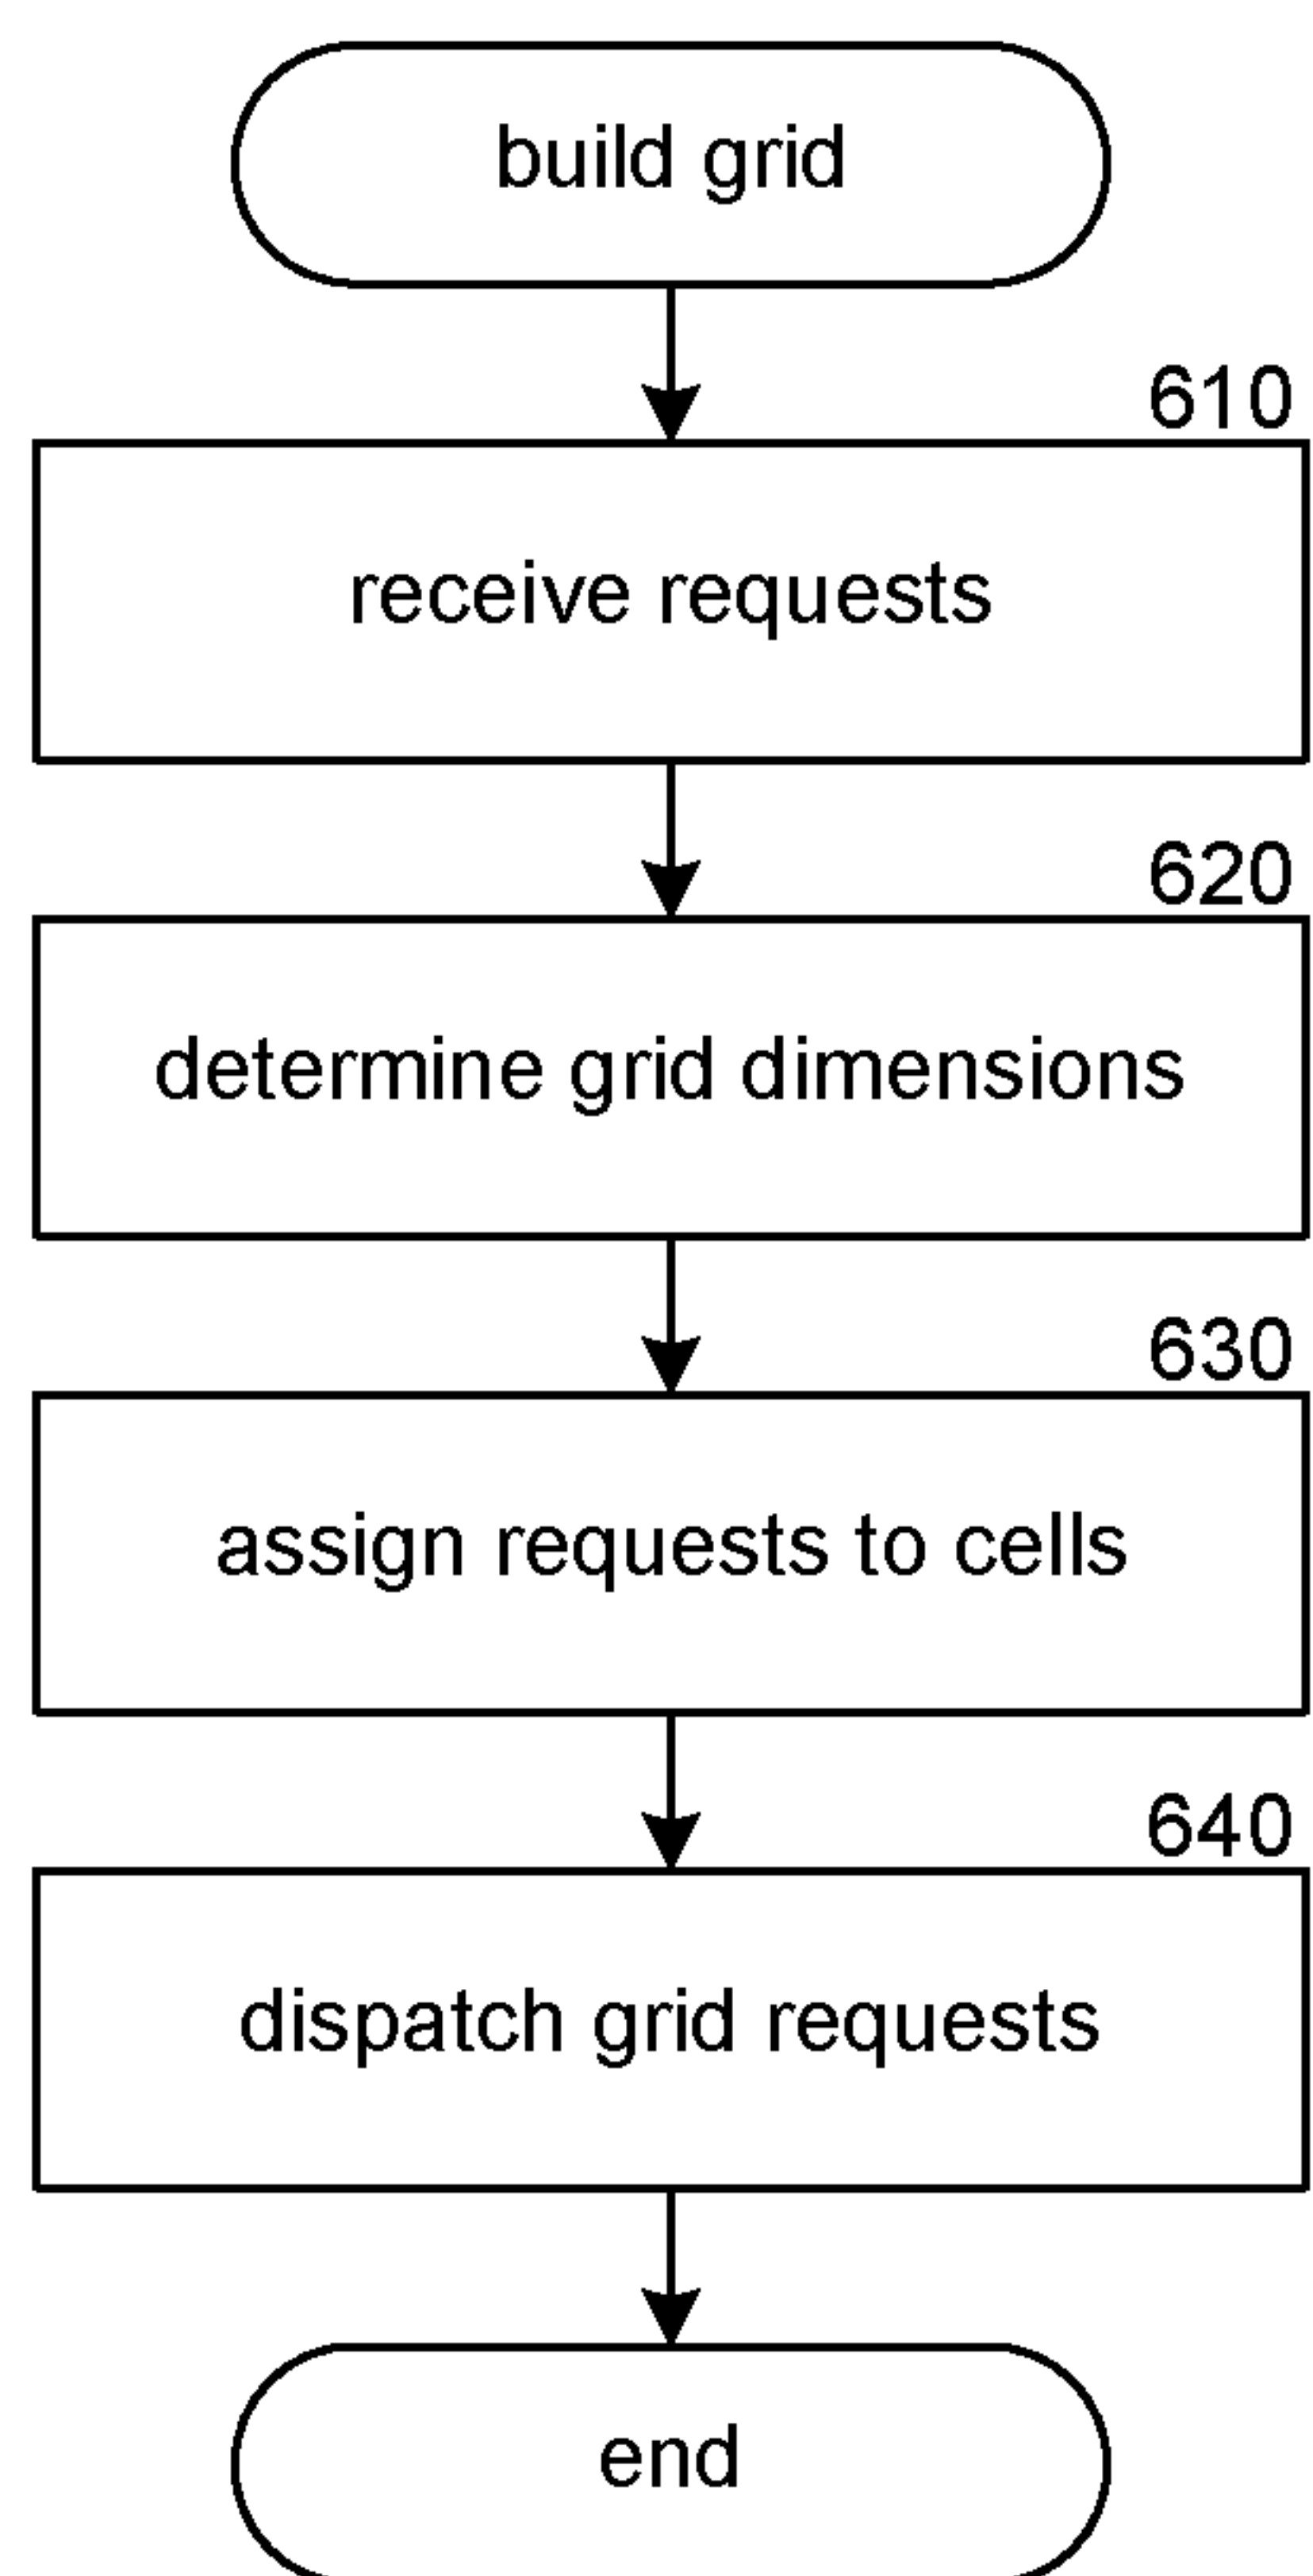 build grid
610
receive requests
620
determine grid dimensions
630
assign requests to cells
640
dispatch grid requests
end